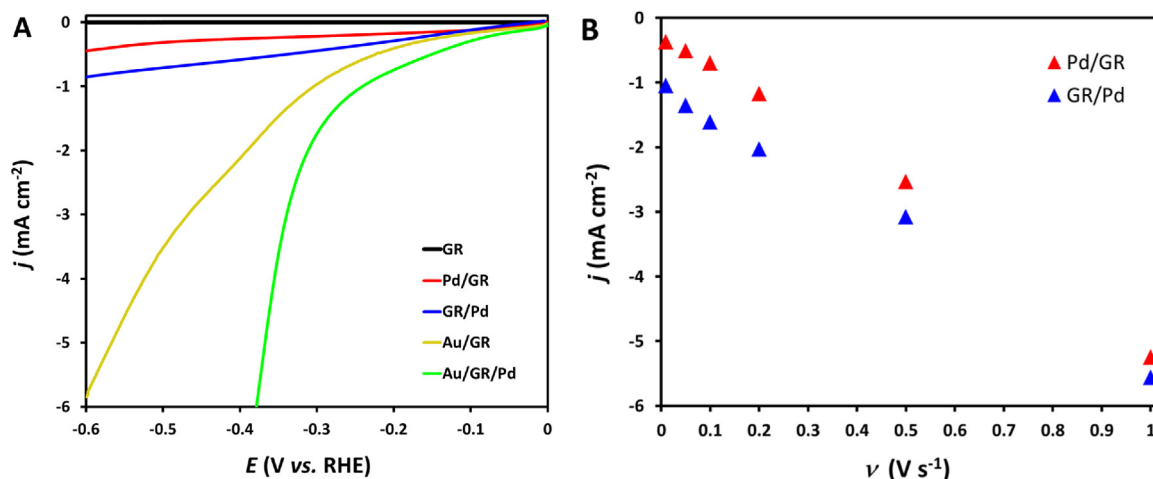 A
0
-1
-2
-3
-4
-5
-6
j (mA cm-2)
GR
Pd/GR
GR/Pd
Au/GR
Au/GR/Pd
-0.6 -0.5 -0.4 -0.3 -0.2 -0.1 0
E (V vs. RHE)
B
0
-1
-2
-3
-4
-5
-6
j (mA cm-2)
Pd/GR
GR/Pd
0 0.1 0.2 0.3 0.4 0.5 0.6 0.7 0.8 0.9 1
ν (V s-1)